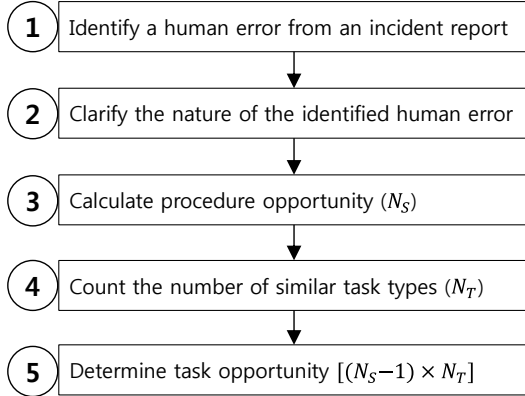 1 Identify a human error from an incident report
2 Clarify the nature of the identified human error
3 Calculate procedure opportunity (N_S)
4 Count the number of similar task types (N_T)
5 Determine task opportunity [(N_S−1) × N_T]